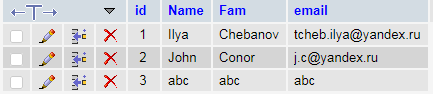 id Name Fam email
1 Ilya Chebanov tcheb.ilya@yandex.ru
2 John Conor j.c@yandex.ru
3 abc abc abc